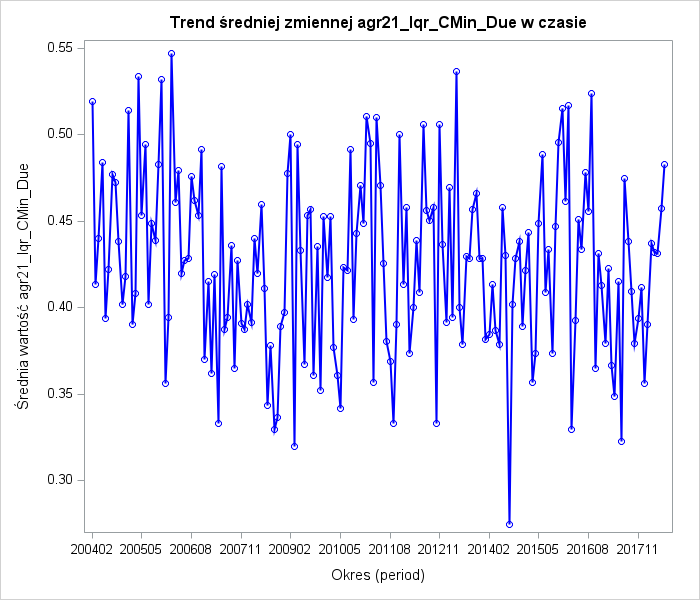 Trend średniej zmiennej agr21_Iqr_CMin_Due w czasie
Średnia wartość agr21_Iqr_CMin_Due
0.55
0.50
0.45
0.40
0.35
0.30
200402 200505 200608 200711 200902 201005 201108 201211 201402 201505 201608 201711
Okres (period)